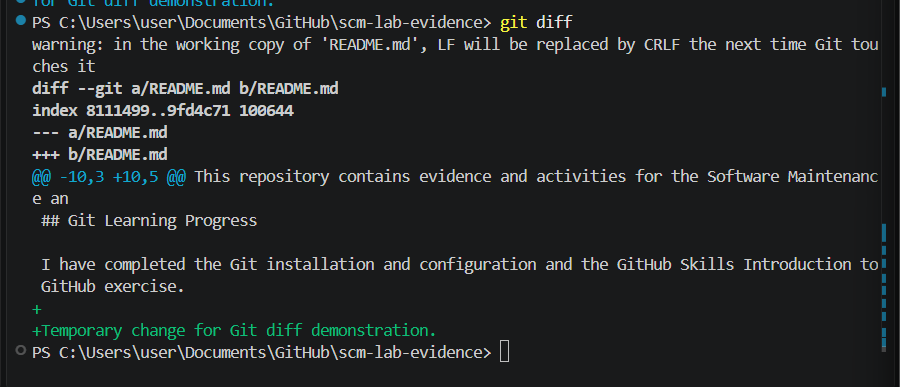 for Git diff demonstration.
PS C:\Users\user\Documents\GitHub\scm-lab-evidence> git diff
warning: in the working copy of 'README.md', LF will be replaced by CRLF the next time Git tou
ches it
diff --git a/README.md b/README.md
index 8111499..9fd4c71 100644
--- a/README.md
+++ b/README.md
@@ -10,3 +10,5 @@ This repository contains evidence and activities for the Software Maintenanc
e an
 ## Git Learning Progress
 I have completed the Git installation and configuration and the GitHub Skills Introduction to
 GitHub exercise.
+
+Temporary change for Git diff demonstration.
PS C:\Users\user\Documents\GitHub\scm-lab-evidence>